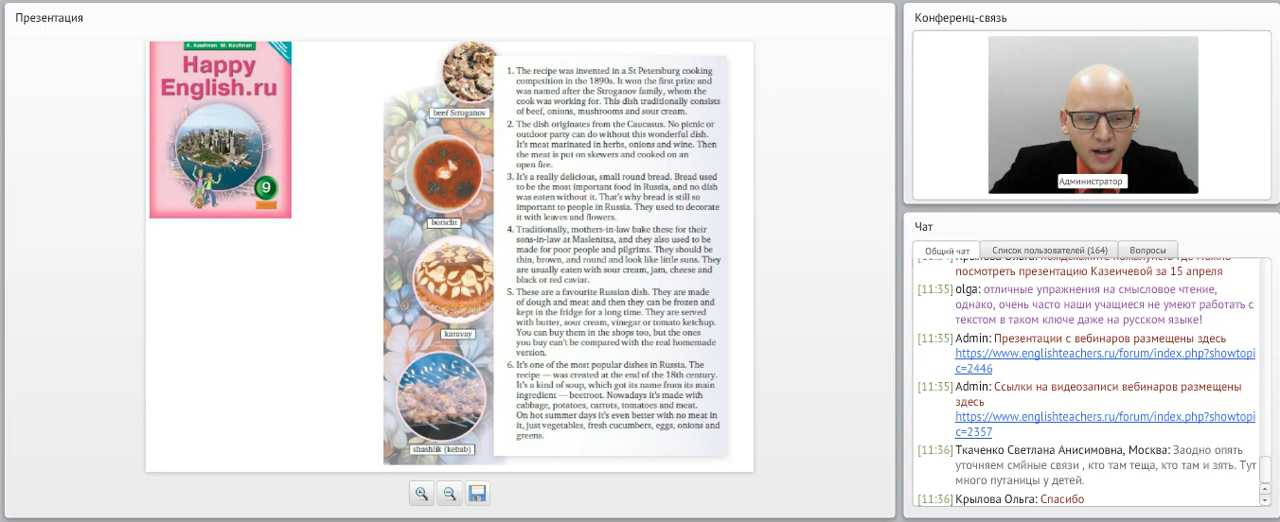 Презентация
K. Kaufman M. Kaufman
Happy
English.ru
9
beef Stroganov
borscht
karavay
shashlik (kebab)
1. The recipe was invented in a St Petersburg cooking
competition in the 1890s. It won the first prize and
was named after the Stroganov family, whom the
cook was working for. This dish traditionally consists
of beef, onions, mushrooms and sour cream.
2. The dish originates from the Caucasus. No picnic or
outdoor party can do without this wonderful dish.
It's meat marinated in herbs, onions and wine. Then
the meat is put on skewers and cooked on an
open fire.
3. It's a really delicious, small round bread. Bread used
to be the most important food in Russia, and no dish
was eaten without it. That's why bread is still so
important to people in Russia. They used to decorate
it with leaves and flowers.
4. Traditionally, mothers-in-law bake these for their
sons-in-law at Maslenitsa, and they also used to be
made for poor people and pilgrims. They should be
thin, brown, and round and look like little suns. They
are usually eaten with sour cream, jam, cheese and
black or red caviar.
5. These are a favourite Russian dish. They are made
of dough and meat and then they can be frozen and
kept in the fridge for a long time. They are served
with butter, sour cream, vinegar or tomato ketchup.
You can buy them in the shops too, but the ones
you buy can't be compared with the real homemade
version.
6. It's one of the most popular dishes in Russia. The
recipe — was created at the end of the 18th century.
It's a kind of soup, which got its name from its main
ingredient — beetroot. Nowadays it's made with
cabbage, potatoes, carrots, tomatoes and meat.
On hot summer days it's even better with no meat in
it, just vegetables, fresh cucumbers, eggs, onions and
greens.
Конференц-связь
Администратор
Чат
Общий чат
Список пользователей (164)
Вопросы
посмотреть презентацию Казеичевой за 15 апреля
[11:35] olga: отличные упражнения на смысловое чтение,
однако, очень часто наши учащиеся не умеют работать с
текстом в таком ключе даже на русском языке!
[11:35] Admin: Презентации с вебинаров размещены здесь
https://www.englishteachers.ru/forum/index.php?showtopi
c=2446
[11:35] Admin: Ссылки на видеозаписи вебинаров размещены
здесь
https://www.englishteachers.ru/forum/index.php?showtopi
c=2357
[11:36] Ткаченко Светлана Анисимовна, Москва: Заодно опять
уточняем смйные связи , кто там теща, кто там и зять. Тут
много путаницы у детей.
[11:36] Крылова Ольга: Спасибо